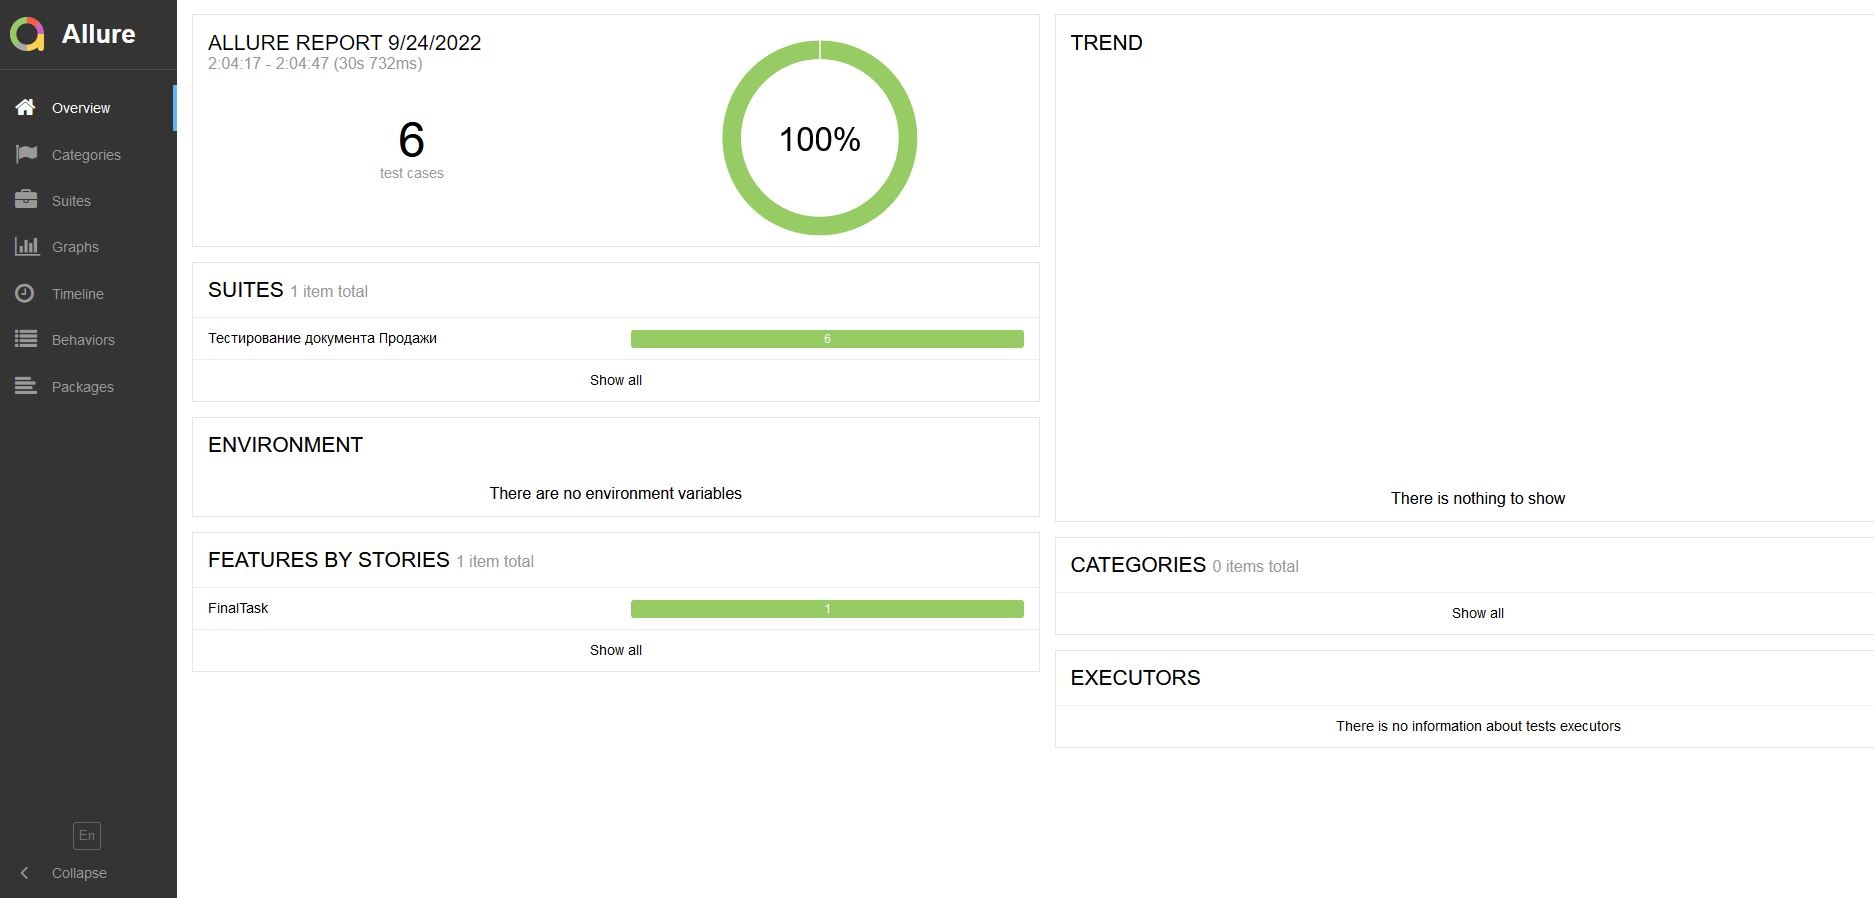 Allure
Overview
Categories
Suites
Graphs
Timeline
Behaviors
Packages
En
Collapse
ALLURE REPORT 9/24/2022
2:04:17 - 2:04:47 (30s 732ms)
6
test cases
100%
SUITES 1 item total
Тестирование документа Продажи 6
Show all
ENVIRONMENT
There are no environment variables
FEATURES BY STORIES 1 item total
FinalTask 1
Show all
TREND
There is nothing to show
CATEGORIES 0 items total
Show all
EXECUTORS
There is no information about tests executors